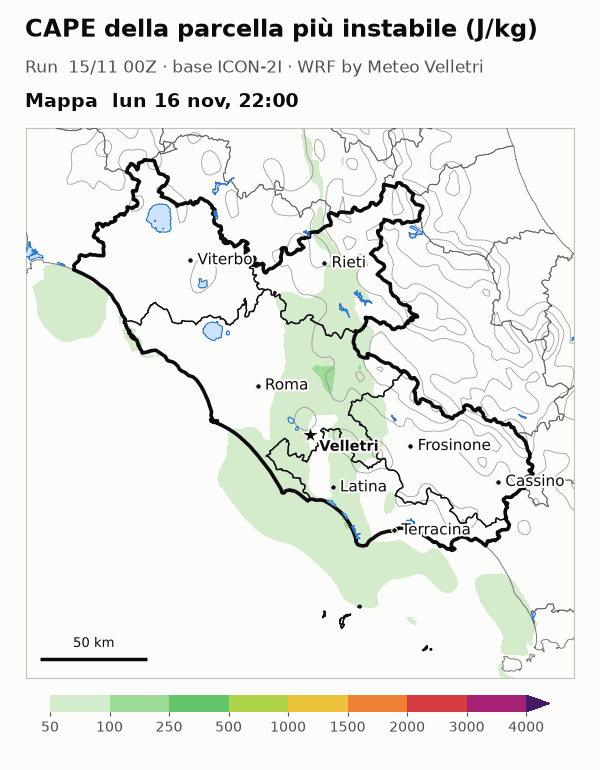 CAPE della parcella più instabile (J/kg)
Run  15/11 00Z · base ICON-2I · WRF by Meteo Velletri
Mappa  lun 16 nov, 22:00
Viterbo
Rieti
Roma
Velletri
Frosinone
Latina
Cassino
Terracina
50 km
50 100 250 500 1000 1500 2000 3000 4000